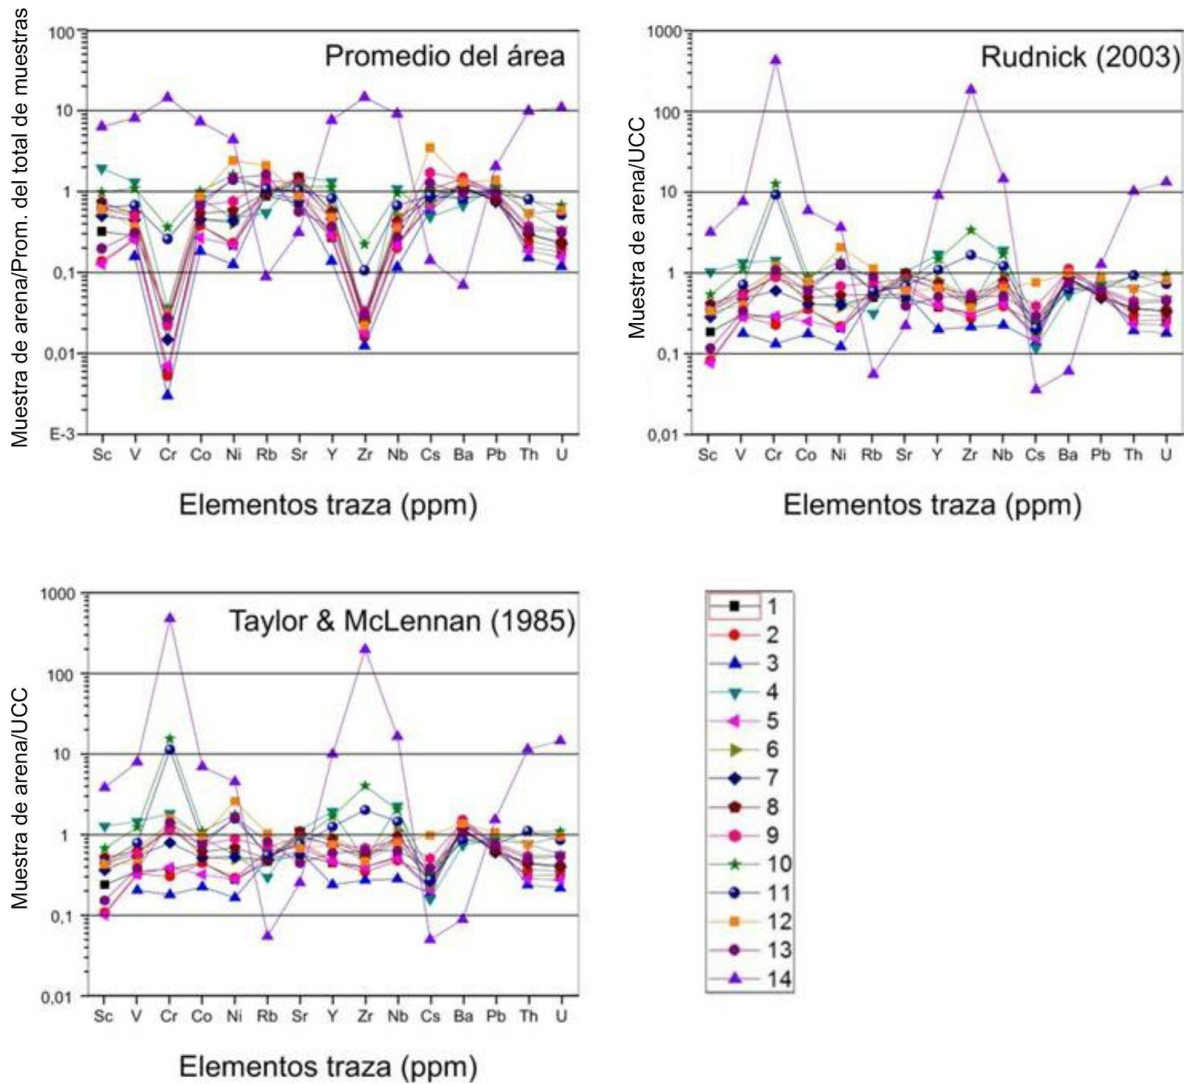 Promedio del área
Muestra de arena/Prom. del total de muestras
100
10
1
0,1
0,01
E-3
Sc V Cr Co Ni Rb Sr Y Zr Nb Cs Ba Pb Th U
Elementos traza (ppm)
Rudnick (2003)
Muestra de arena/UCC
1000
100
10
1
0,1
0,01
Sc V Cr Co Ni Rb Sr Y Zr Nb Cs Ba Pb Th U
Elementos traza (ppm)
Taylor & McLennan (1985)
Muestra de arena/UCC
1000
100
10
1
0,1
0,01
Sc V Cr Co Ni Rb Sr Y Zr Nb Cs Ba Pb Th U
Elementos traza (ppm)
1
2
3
4
5
6
7
8
9
10
11
12
13
14